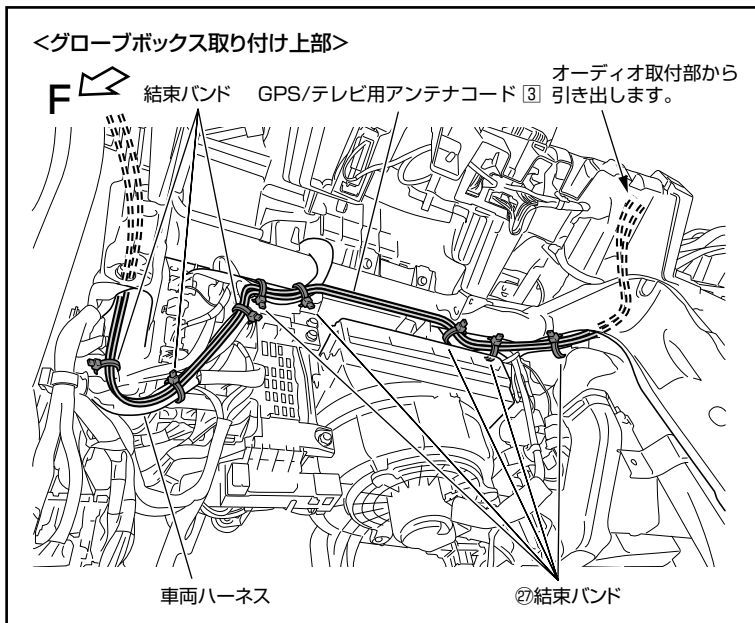 <グローブボックス取り付け上部>
F
結束バンド
GPS/テレビ用アンテナコード 3
オーディオ取付部から
引き出します。
車両ハーネス
㉗結束バンド